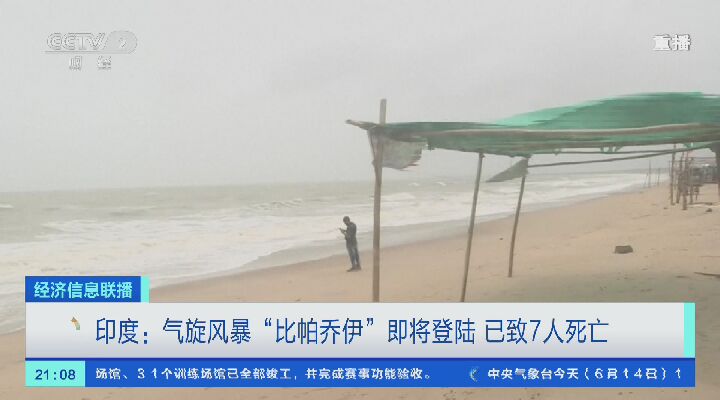 CCTV 2
财经
重播
经济信息联播
印度：气旋风暴“比帕乔伊”即将登陆 已致7人死亡
21:08 场馆、31个训练场馆已全部竣工，并完成赛事功能验收。 中央气象台今天（6月14日）1